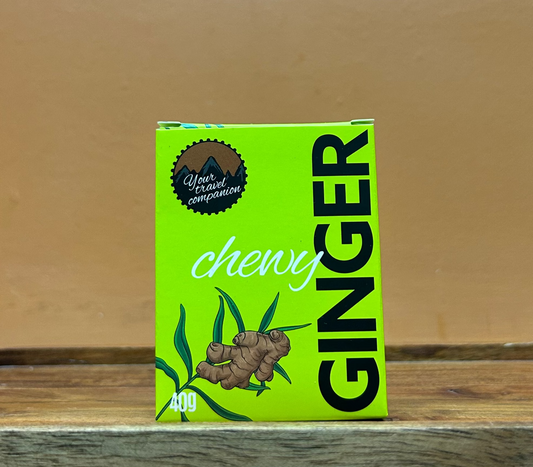 Your
travel
companion
chewy
GINGER
40g